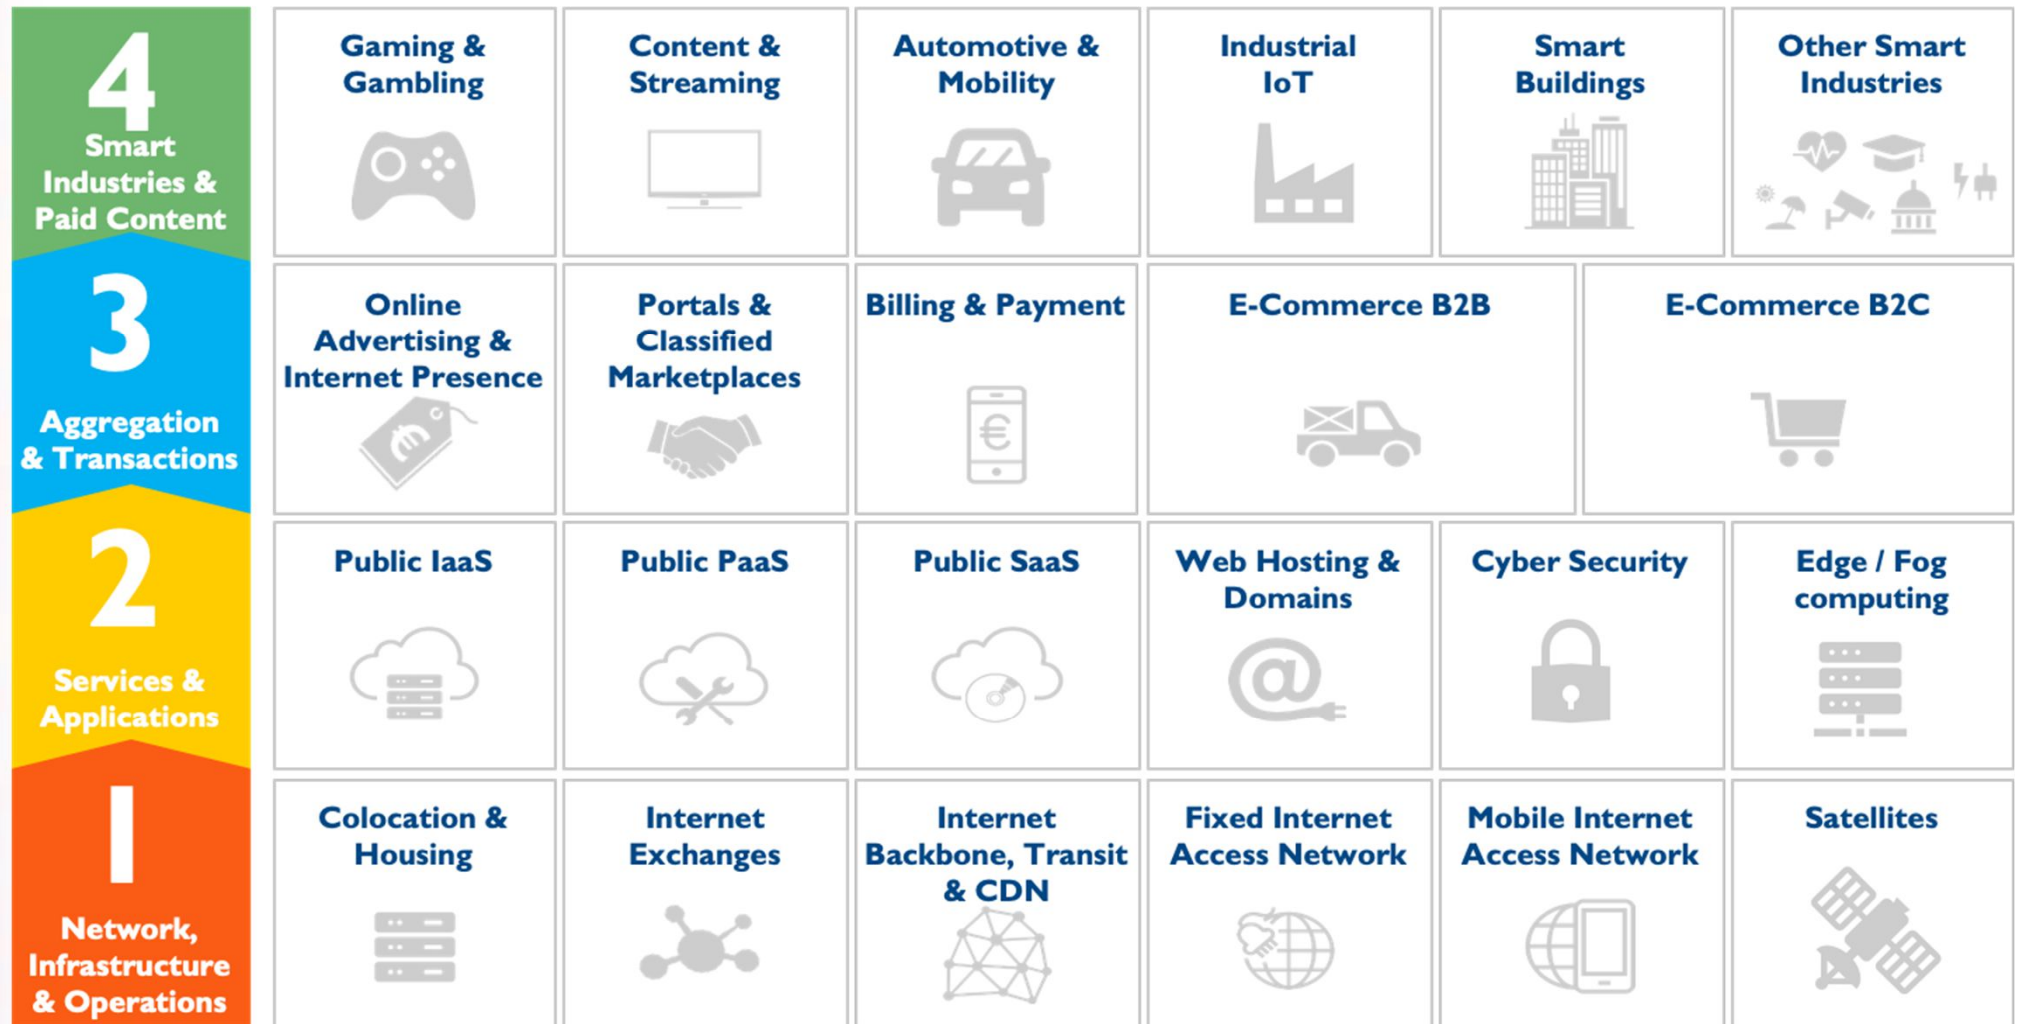 4
Smart
Industries &
Paid Content
Gaming &
Gambling
Content &
Streaming
Automotive &
Mobility
Industrial
IoT
Smart
Buildings
Other Smart
Industries
3
Aggregation
& Transactions
Online
Advertising &
Internet Presence
€
Portals &
Classified
Marketplaces
Billing & Payment
€
E-Commerce B2B
E-Commerce B2C
2
Services &
Applications
Public IaaS
Public PaaS
Public SaaS
Web Hosting &
Domains
@
Cyber Security
Edge / Fog
computing
1
Network,
Infrastructure
& Operations
Colocation &
Housing
Internet
Exchanges
Internet
Backbone, Transit
& CDN
Fixed Internet
Access Network
Mobile Internet
Access Network
Satellites